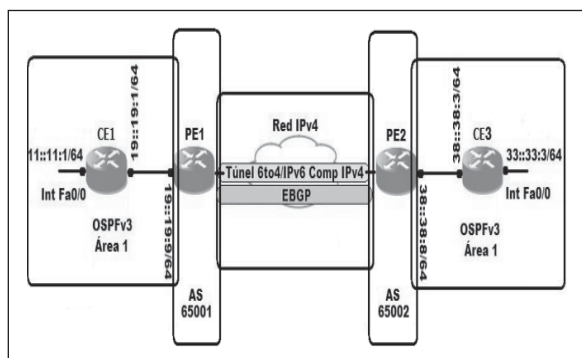 Red IPv4
19::19:1/64
38::38:3/64
CE1
PE1
PE2
CE3
11::11:1/64
33::33:3/64
Túnel 6to4/IPv6 Comp IPv4
Int Fa0/0
Int Fa0/0
EBGP
OSPFv3
Área 1
19::19:9/64
38::38:8/64
OSPFv3
Área 1
AS
65001
AS
65002